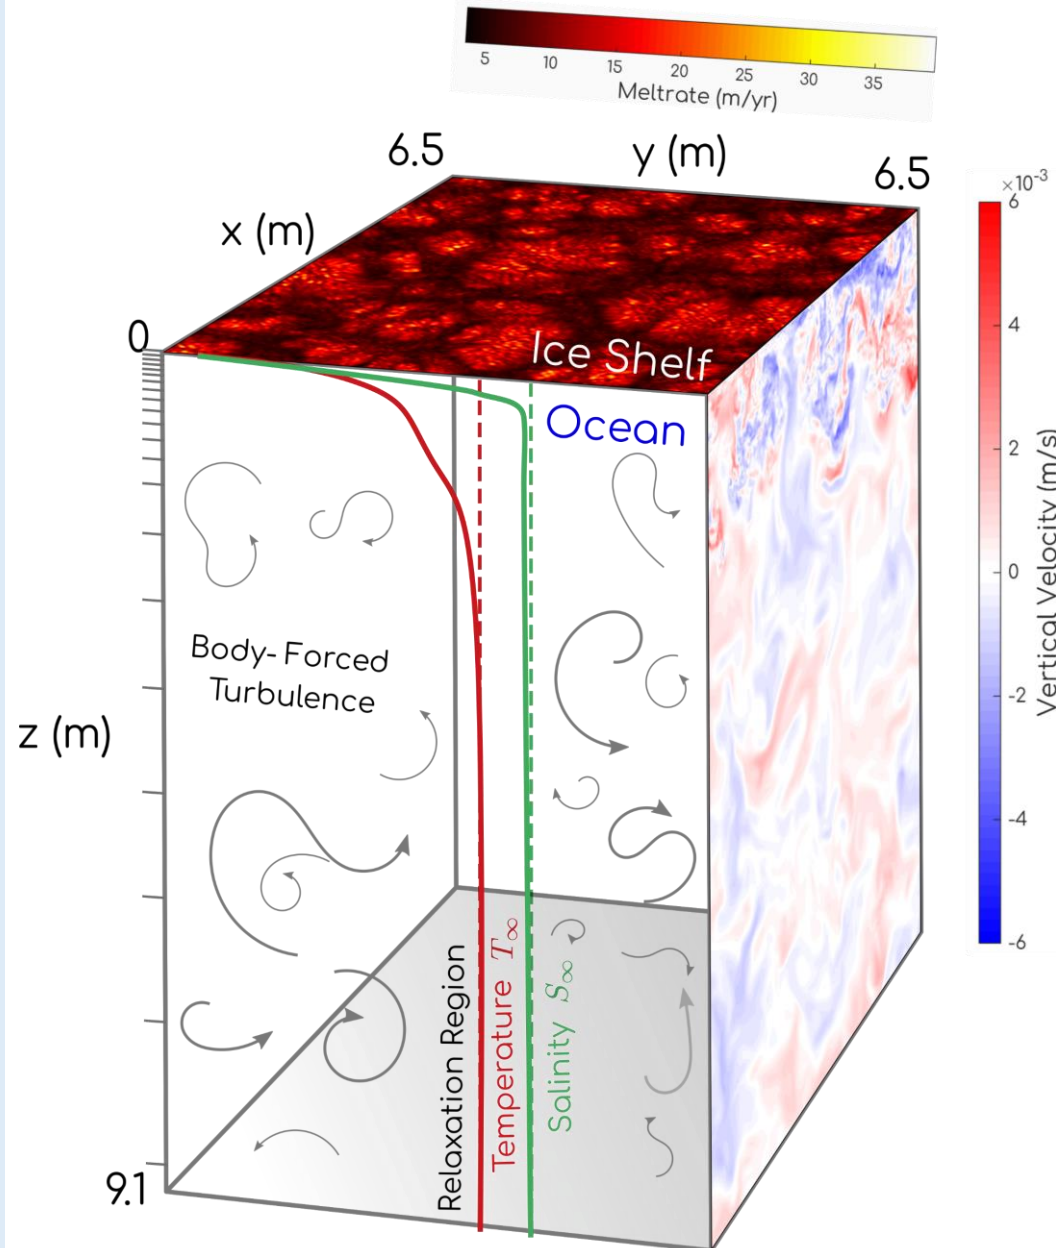 5 10 15 20 25 30 35
Meltrate (m/yr)
6.5
y (m)
6.5
x (m)
×10⁻³
6
4
2
0
-2
-4
-6
Vertical Velocity (m/s)
0
Ice Shelf
Ocean
Body-Forced
Turbulence
z (m)
Relaxation Region
Temperature T∞
Salinity S∞
9.1